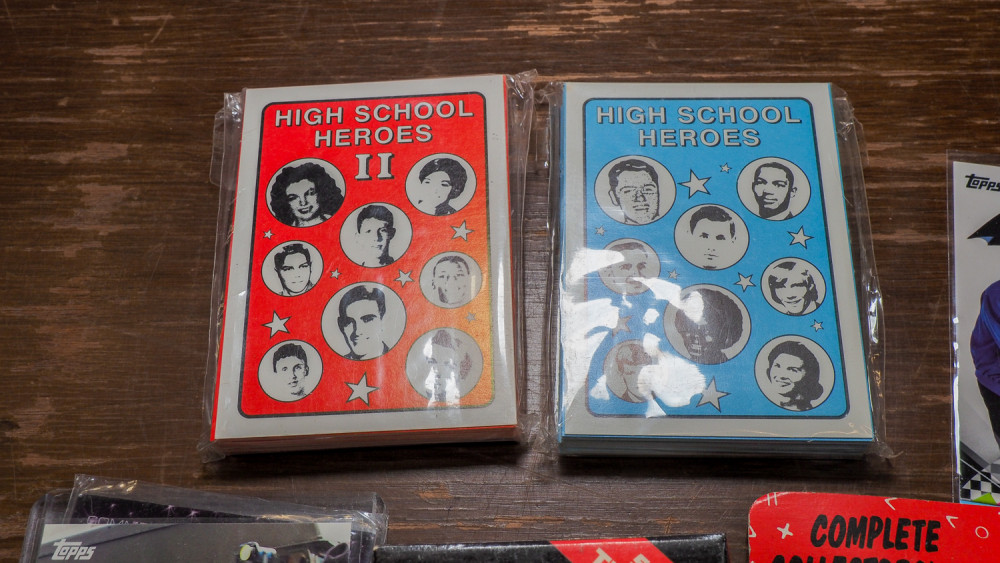 HIGH SCHOOL
HEROES
II
HIGH SCHOOL
HEROES
topps
topps
COMPLETE